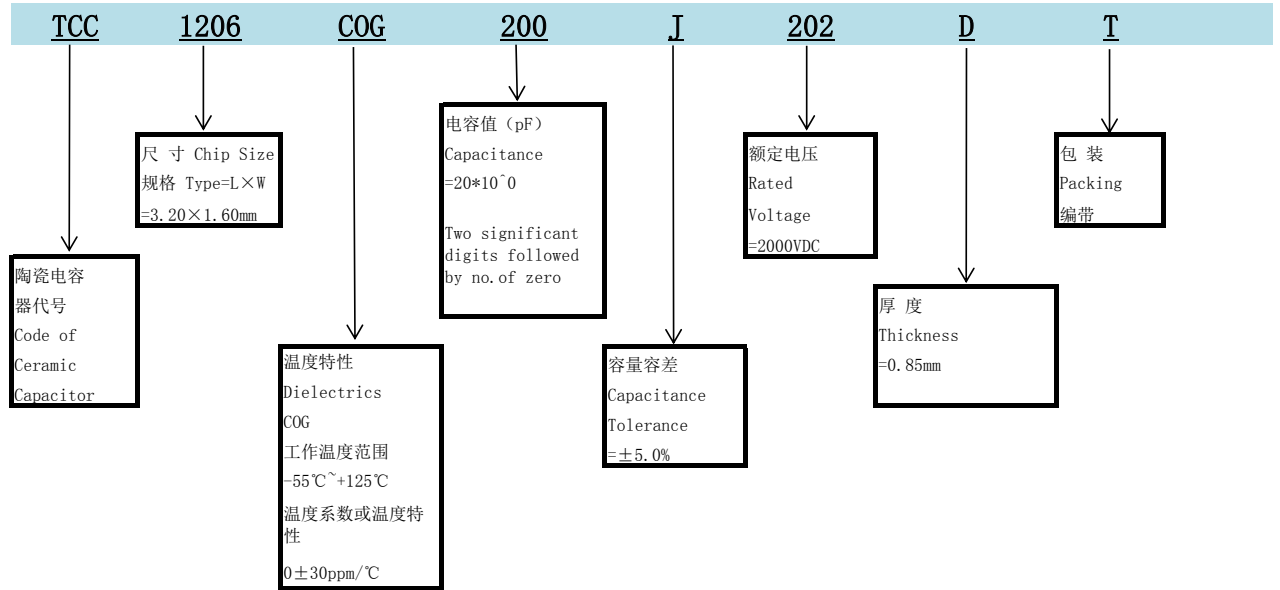 TCC 1206 COG 200 J 202 D T
陶瓷电容
器代号
Code of
Ceramic
Capacitor
尺 寸 Chip Size
规格 Type=L×W
=3.20×1.60mm
温度特性
Dielectrics
COG
工作温度范围
-55℃~+125℃
温度系数或温度特
性
0±30ppm/℃
电容值（pF）
Capacitance
=20*10^0
Two significant
digits followed
by no.of zero
容量容差
Capacitance
Tolerance
=±5.0%
额定电压
Rated
Voltage
=2000VDC
厚 度
Thickness
=0.85mm
包 装
Packing
编带